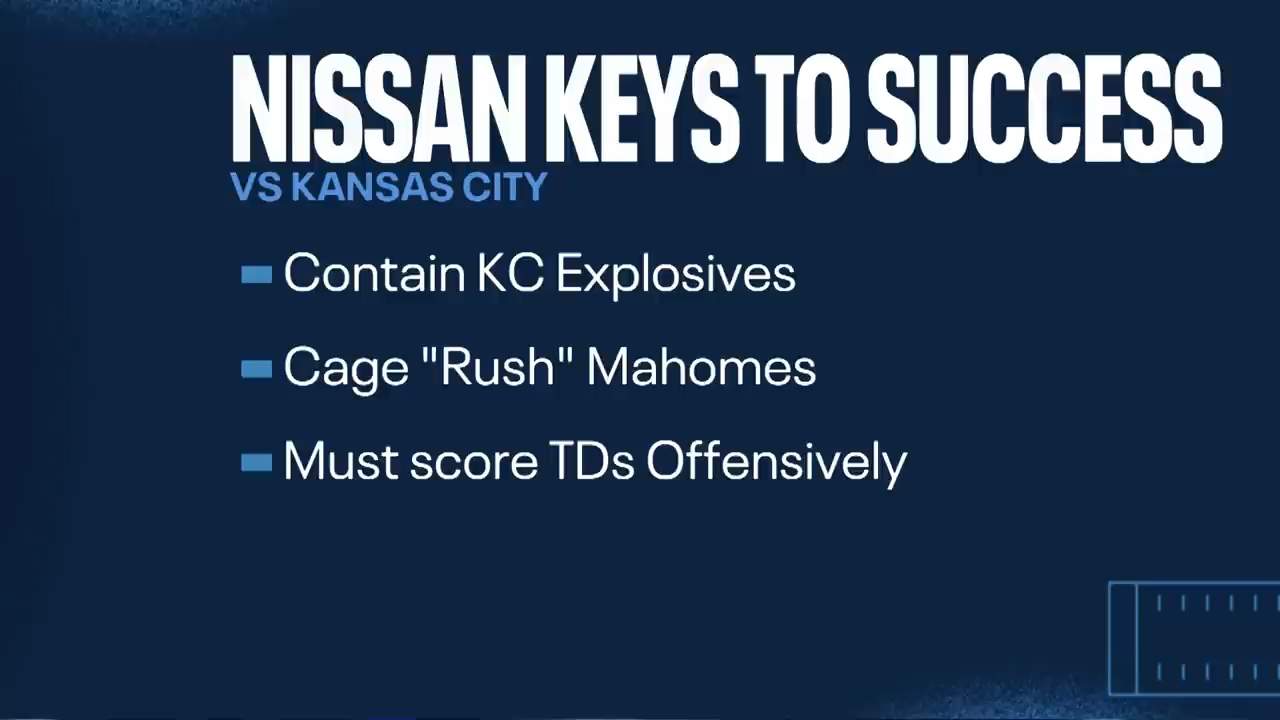 NISSAN KEYS TO SUCCESS
VS KANSAS CITY
Contain KC Explosives
Cage "Rush" Mahomes
Must score TDs Offensively